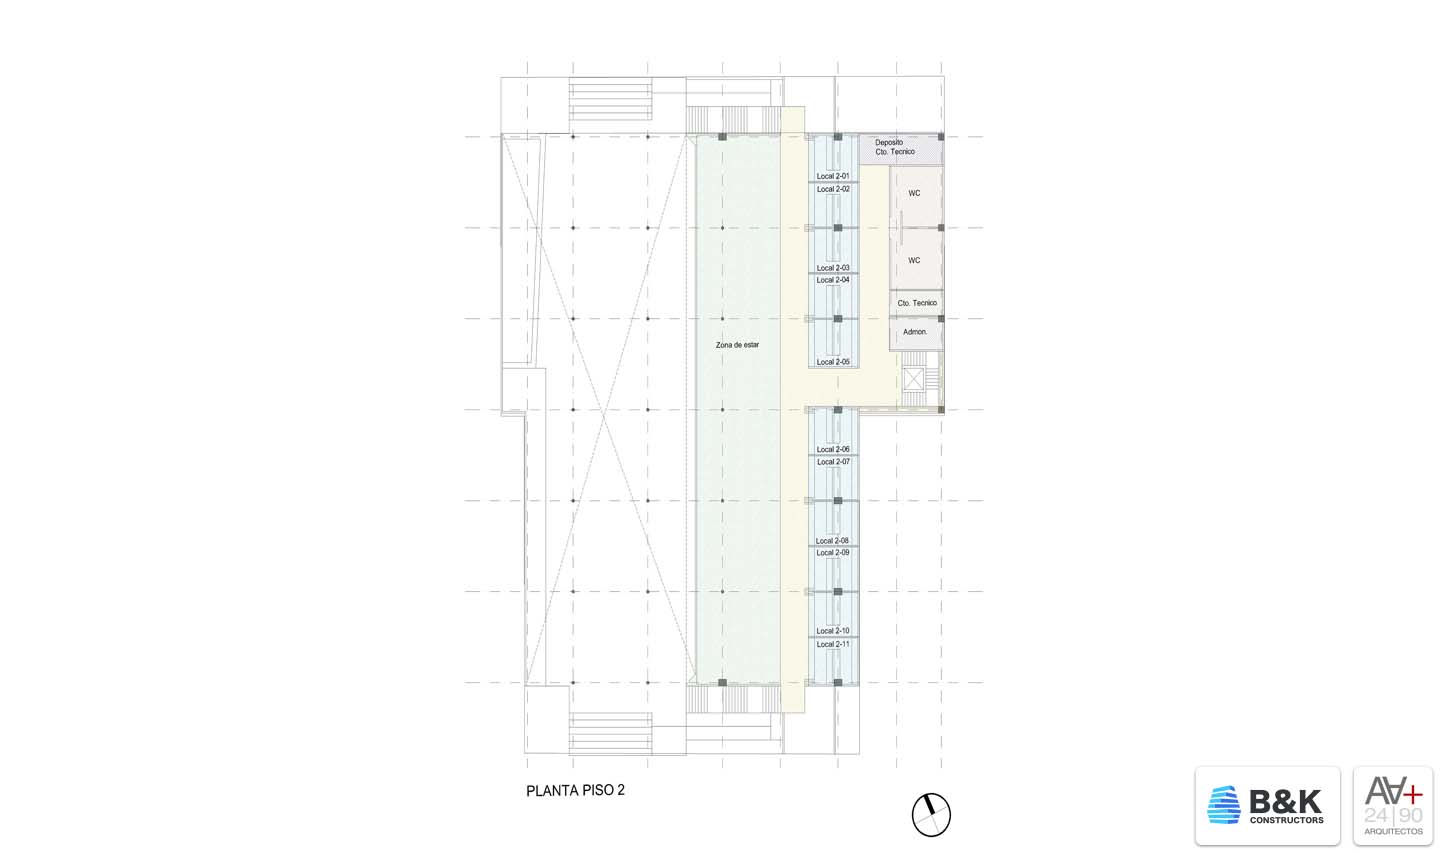 Deposito
Cto. Tecnico
Local 2-01
Local 2-02
WC
Local 2-03
WC
Local 2-04
Cto. Tecnico
Admon.
Zona de estar
Local 2-05
Local 2-06
Local 2-07
Local 2-08
Local 2-09
Local 2-10
Local 2-11
PLANTA PISO 2
B&K
CONSTRUCTORS
24|90
ARQUITECTOS